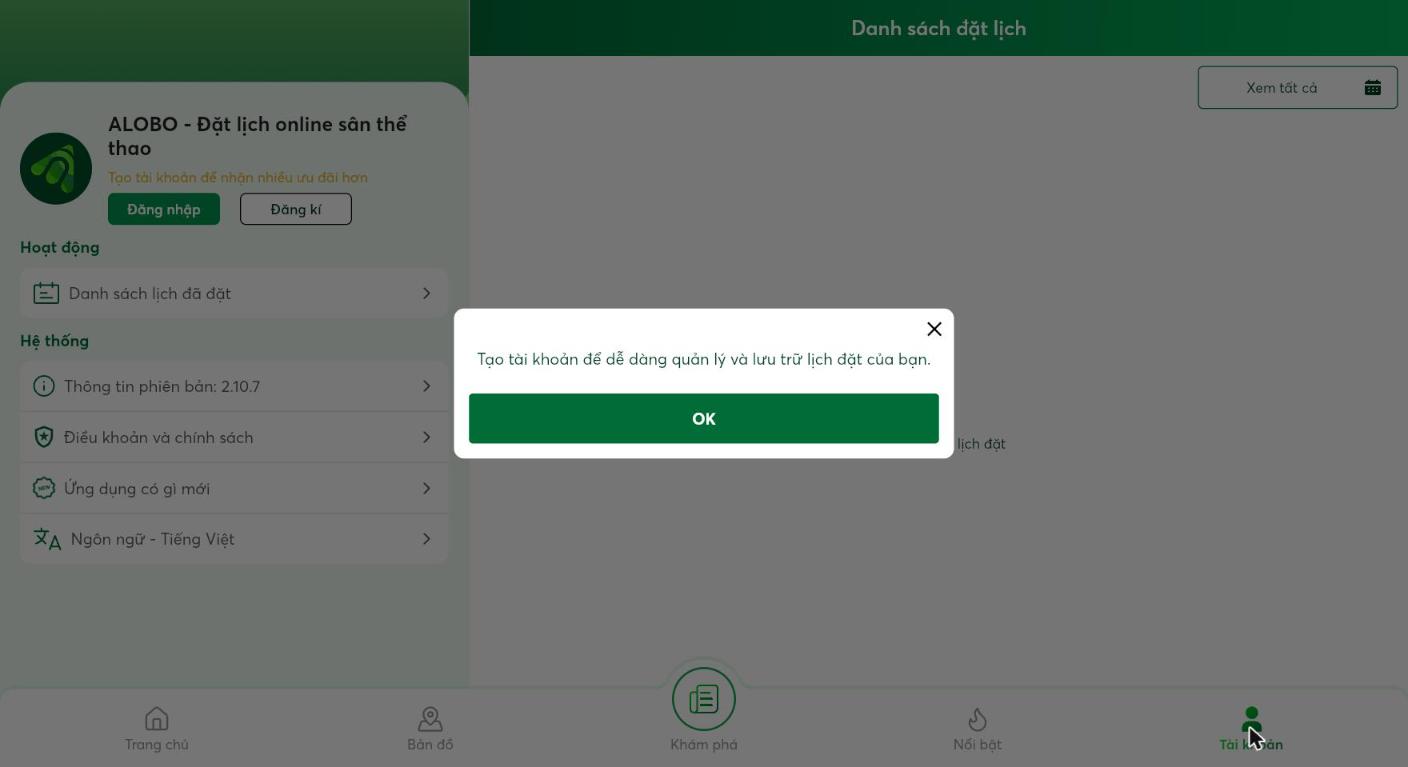 ALOBO - Đặt lịch online sân thể
thao
Tạo tài khoản để nhận nhiều ưu đãi hơn
Đăng nhập
Đăng kí
Hoạt động
Danh sách lịch đã đặt
Hệ thống
Thông tin phiên bản: 2.10.7
Điều khoản và chính sách
NEW
Ứng dụng có gì mới
Ngôn ngữ - Tiếng Việt
Danh sách đặt lịch
Xem tất cả
Tạo tài khoản để dễ dàng quản lý và lưu trữ lịch đặt của bạn.
OK
lịch đặt
Trang chủ
Bản đồ
Khám phá
Nổi bật
Tài khoản